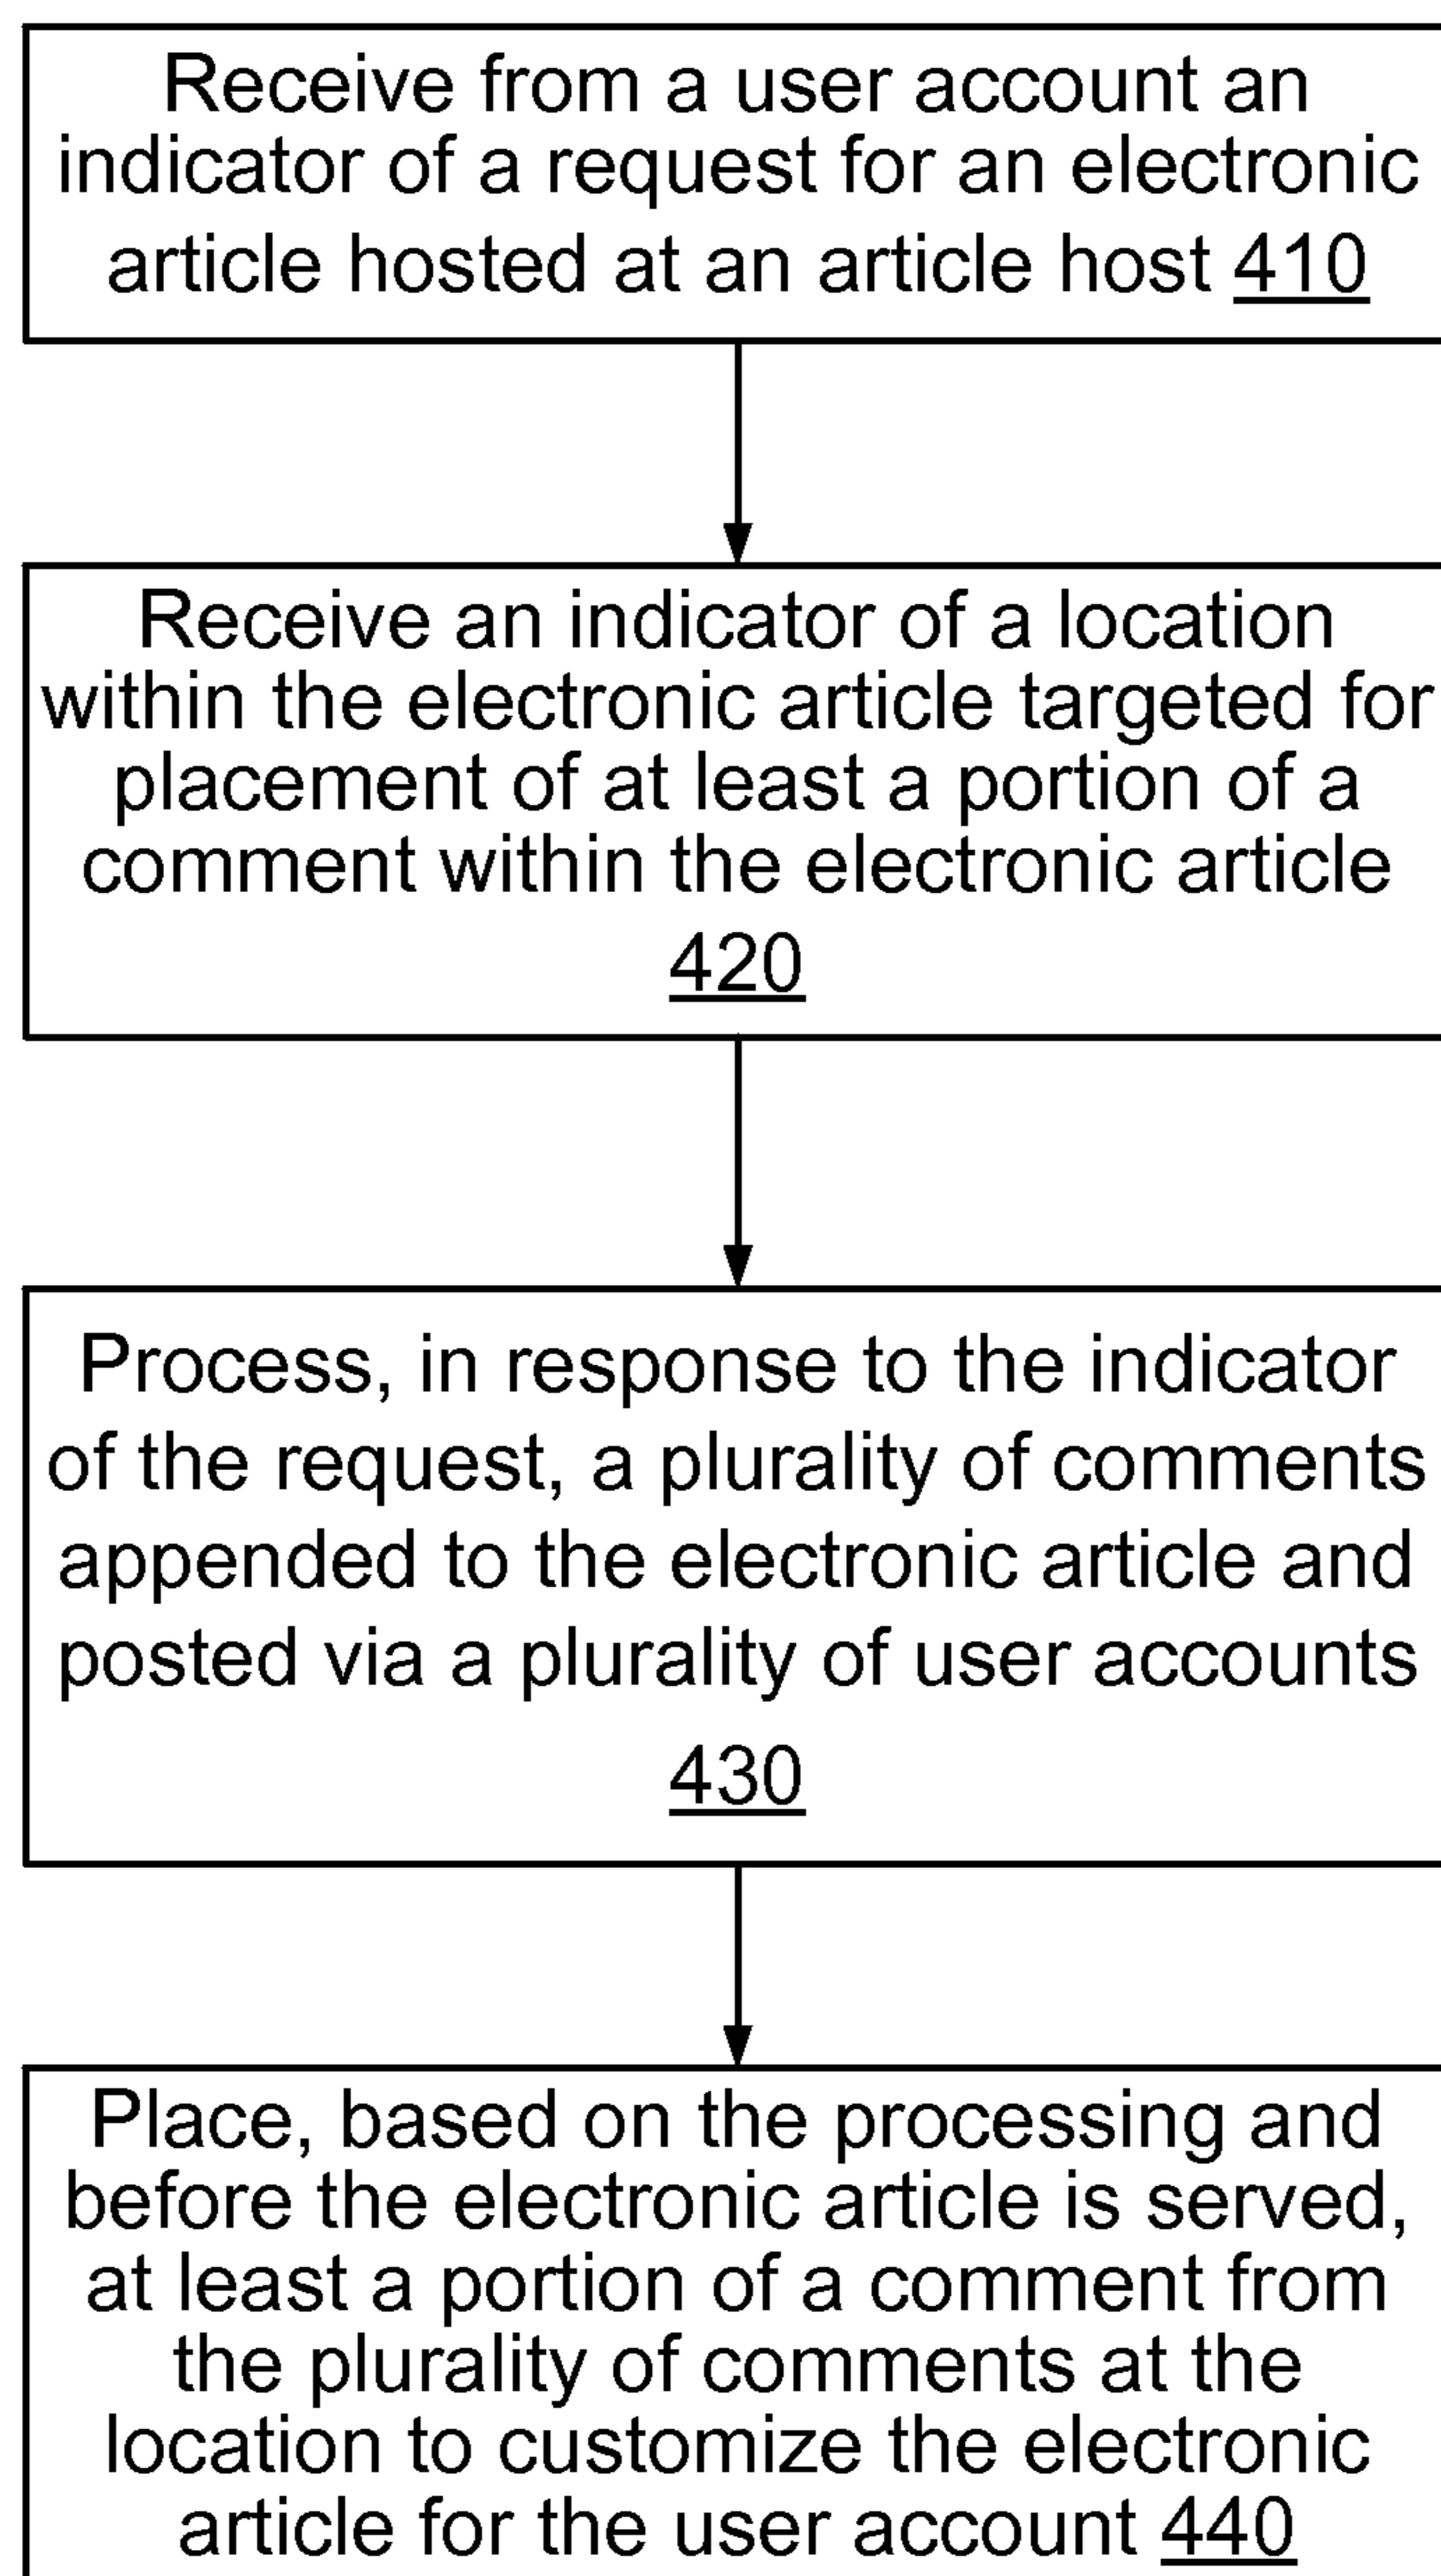 Receive from a user account an
indicator of a request for an electronic
article hosted at an article host 410
Receive an indicator of a location
within the electronic article targeted for
placement of at least a portion of a
comment within the electronic article
420
Process, in response to the indicator
of the request, a plurality of comments
appended to the electronic article and
posted via a plurality of user accounts
430
Place, based on the processing and
before the electronic article is served,
at least a portion of a comment from
the plurality of comments at the
location to customize the electronic
article for the user account 440